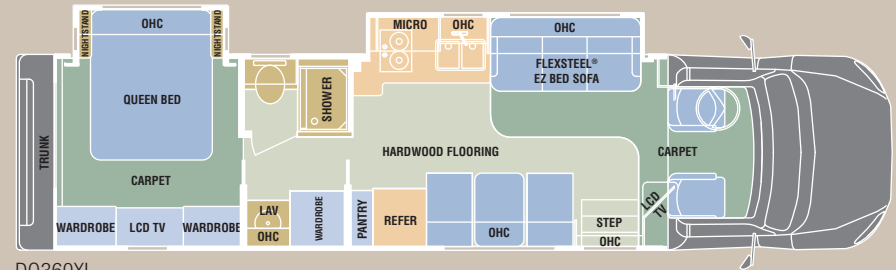 NIGHTSTAND
OHC
NIGHTSTAND
QUEEN BED
TRUNK
CARPET
WARDROBE
LCD TV
WARDROBE
SHOWER
LAV
OHC
WARDROBE
MICRO
OHC
OHC
FLEXSTEEL®
EZ BED SOFA
HARDWOOD FLOORING
CARPET
PANTRY
REFER
OHC
STEP
OHC
LCD
TV